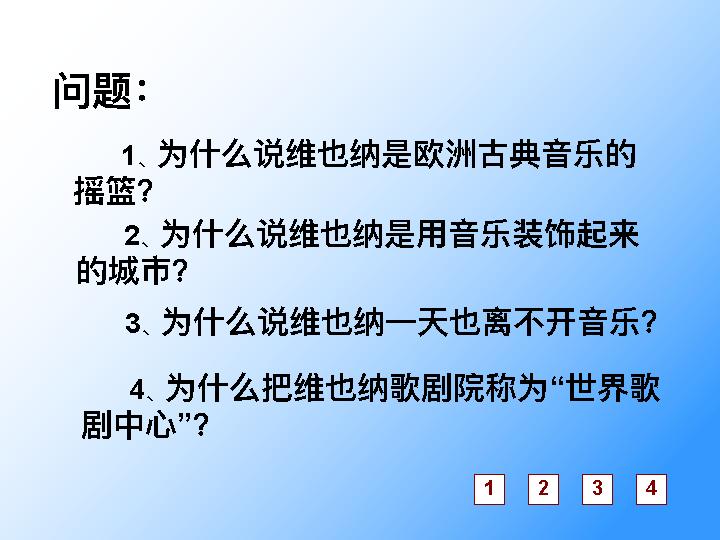 问题：
1、为什么说维也纳是欧洲古典音乐的
摇篮？
2、为什么说维也纳是用音乐装饰起来
的城市？
3、为什么说维也纳一天也离不开音乐？
4、为什么把维也纳歌剧院称为“世界歌
剧中心”？
1 2 3 4